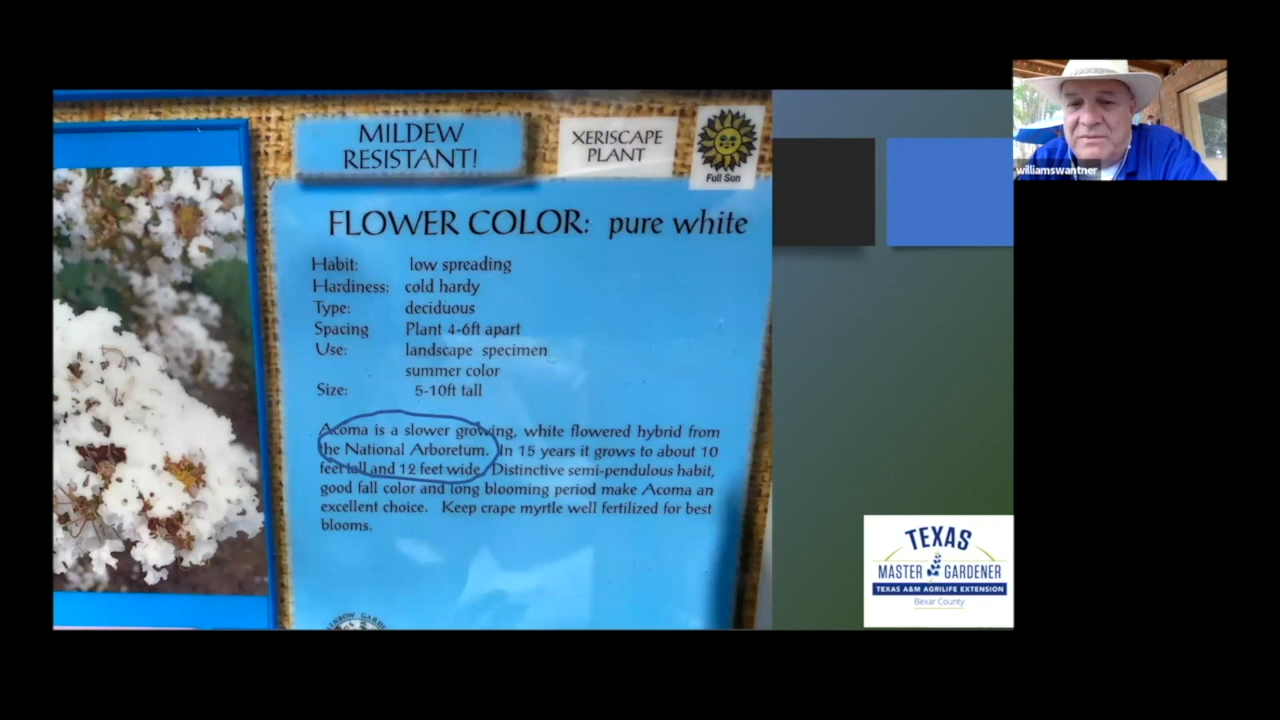 MILDEW
RESISTANT!
XERISCAPE
PLANT
Full Sun
FLOWER COLOR: pure white
Habit: low spreading
Hardiness: cold hardy
Type: deciduous
Spacing Plant 4-6ft apart
Use: landscape specimen
summer color
Size: 5-10ft tall
Acoma is a slower growing, white flowered hybrid from
the National Arboretum. In 15 years it grows to about 10
feet tall and 12 feet wide. Distinctive semi-pendulous habit,
good fall color and long blooming period make Acoma an
excellent choice. Keep crape myrtle well fertilized for best
blooms.
williamswantner
TEXAS
MASTER GARDENER
TEXAS A&M AGRILIFE EXTENSION
Bexar County